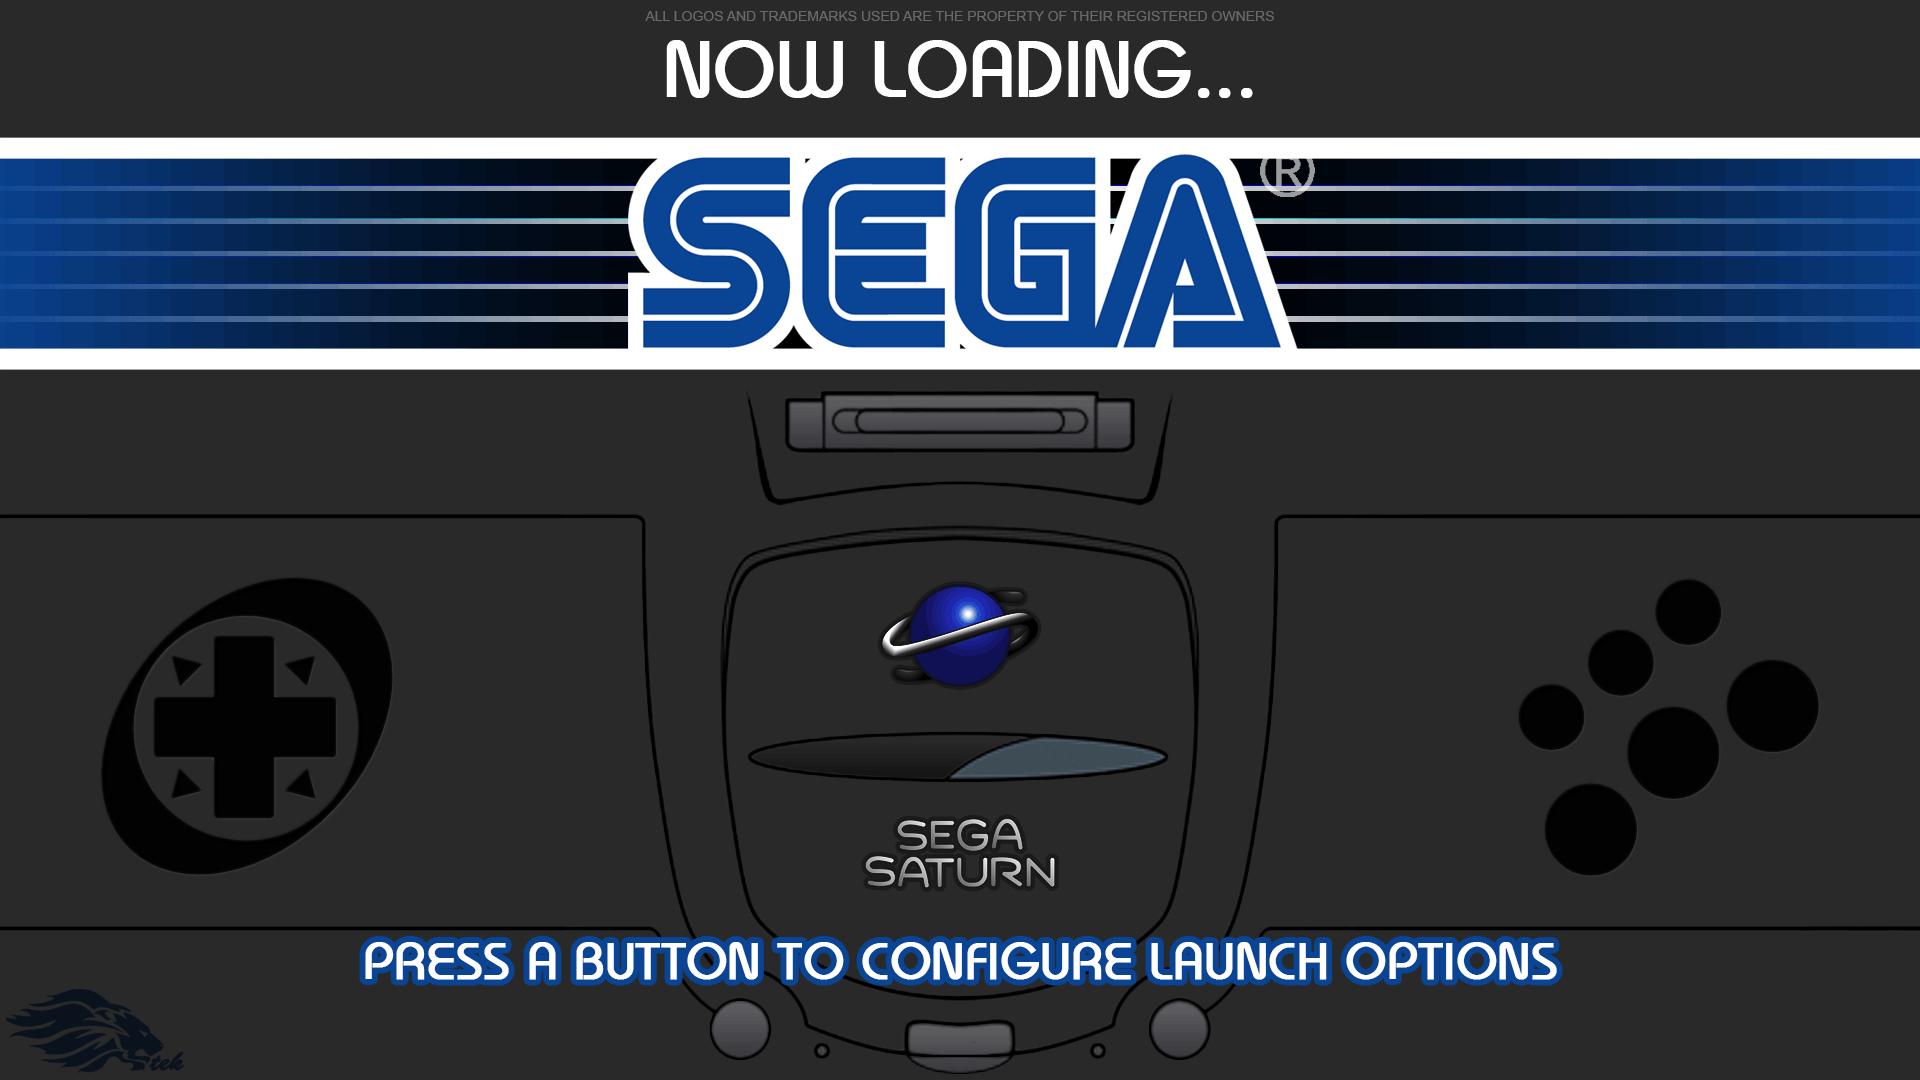 ALL LOGOS AND TRADEMARKS USED ARE THE PROPERTY OF THEIR REGISTERED OWNERS
NOW LOADING...
SEGA®
SEGA
SATURN
PRESS A BUTTON TO CONFIGURE LAUNCH OPTIONS
tek